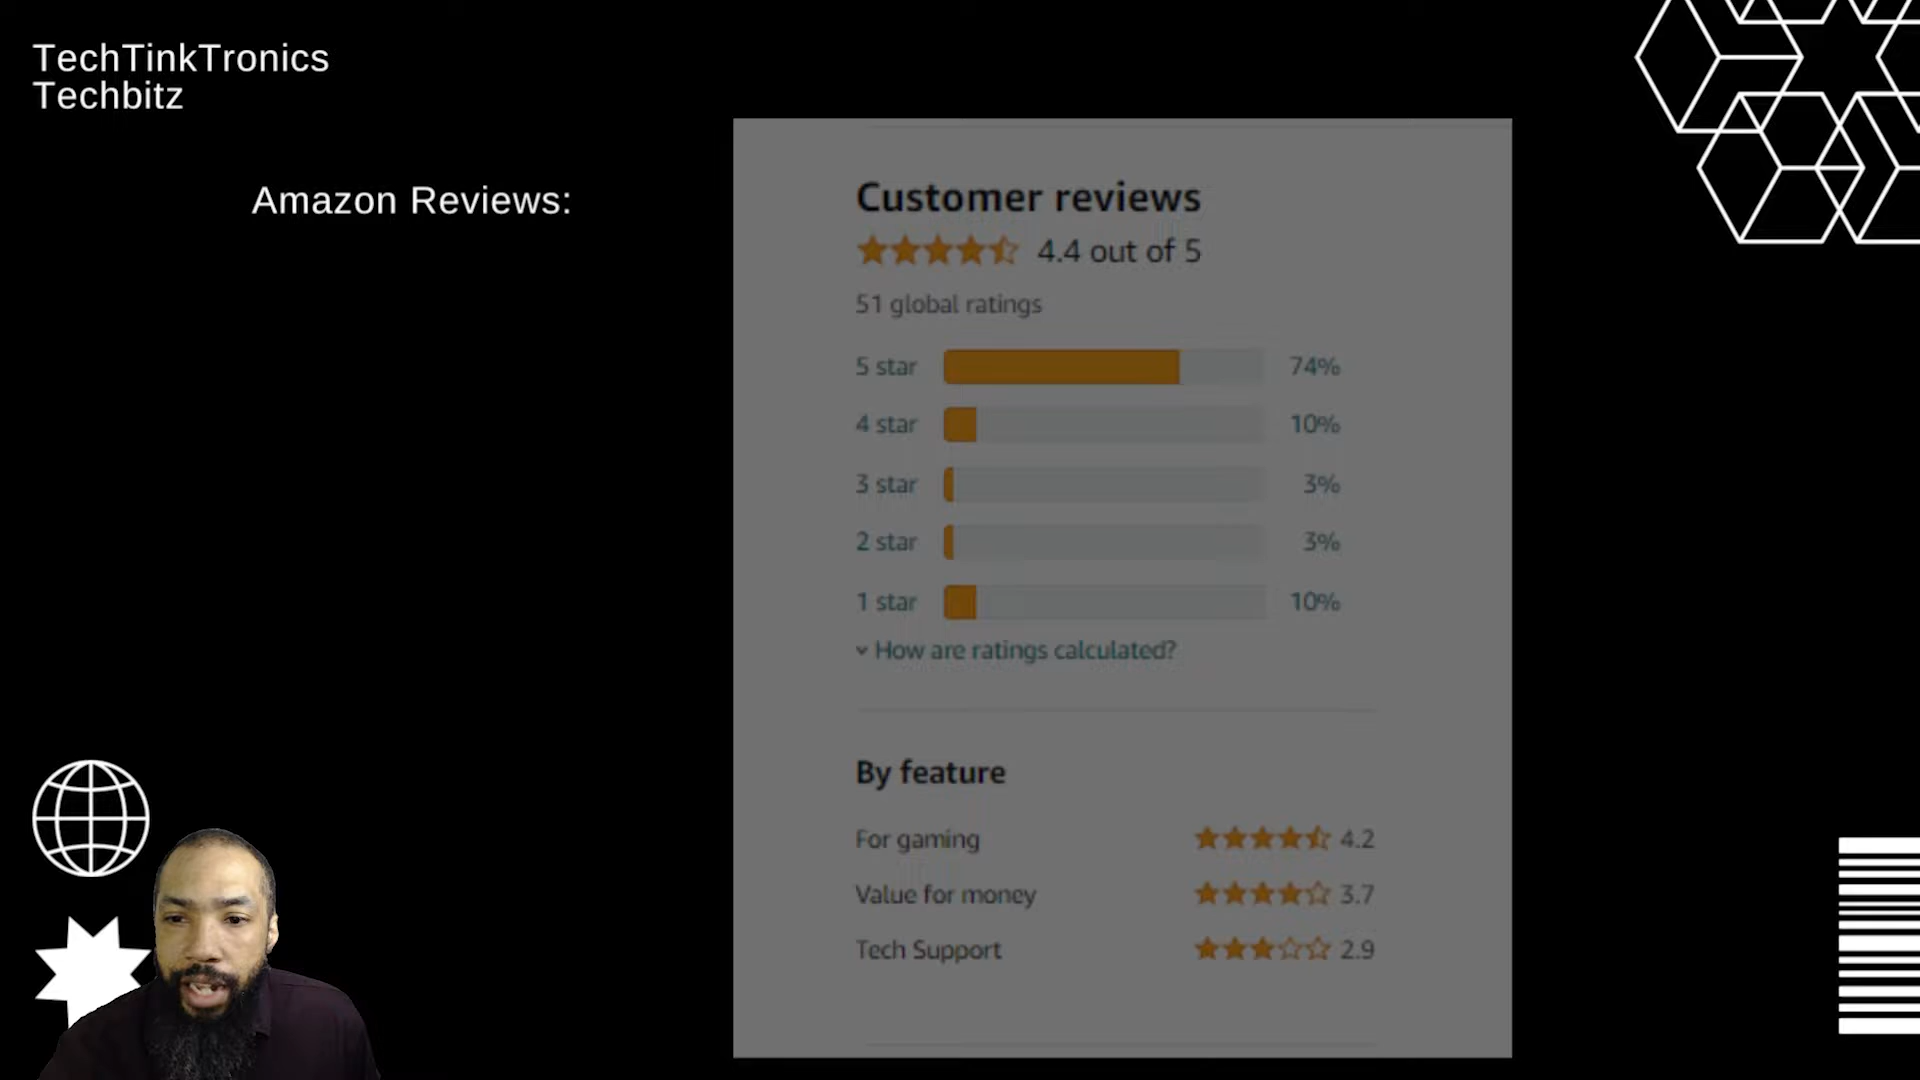 TechTinkTronics
Techbitz
Amazon Reviews:
Customer reviews
4.4 out of 5
51 global ratings
5 star 74%
4 star 10%
3 star 3%
2 star 3%
1 star 10%
How are ratings calculated?
By feature
For gaming 4.2
Value for money 3.7
Tech Support 2.9